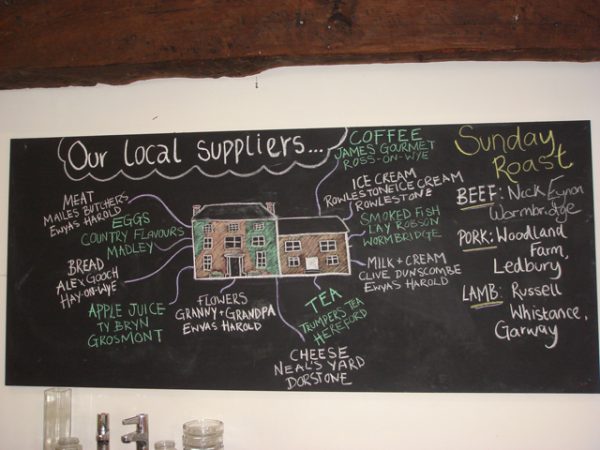 Our Local suppliers...
MEAT
MAILES BUTCHERS
EWYAS HAROLD
EGGS
COUNTRY FLAVOURS
MADLEY
BREAD
ALEX GOOCH
HAY-ON-WYE
APPLE JUICE
TY BRYN
GROSMONT
FLOWERS
GRANNY + GRANDPA
EWYAS HAROLD
CHEESE
NEAL'S YARD
DORSTONE
TEA
TRUMPERS TEA
HEREFORD
COFFEE
JAMES' GOURMET
ROSS-ON-WYE
ICE CREAM
ROWLESTONE ICE CREAM
ROWLESTONE
SMOKED FISH
LAY ROBSON
WORMBRIDGE
MILK + CREAM
CLIVE DUNSCOMBE
EWYAS HAROLD
Sunday
Roast
BEEF: Nick Eynon
Wormbridge
PORK: Woodland
Farm,
Ledbury
LAMB: Russell
Whistance,
Garway